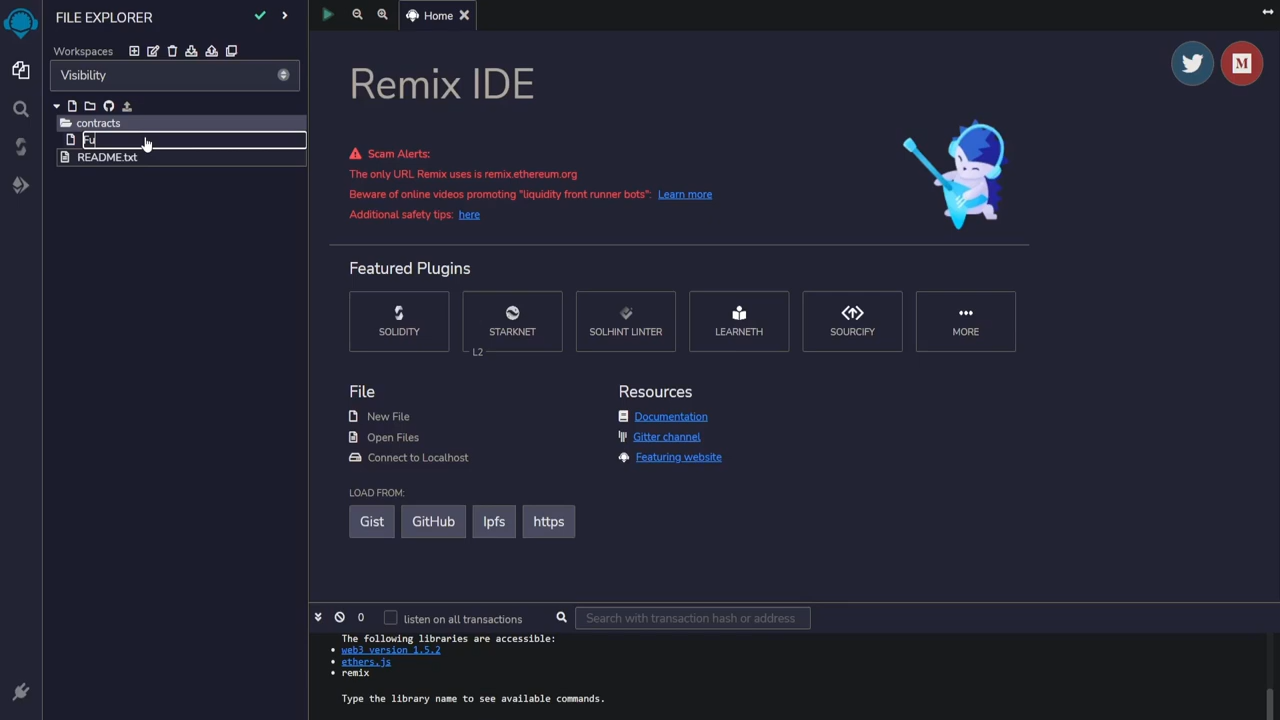 FILE EXPLORER
Home
Workspaces
Visibility
contracts
Fu
README.txt
Remix IDE
Scam Alerts:
The only URL Remix uses is remix.ethereum.org
Beware of online videos promoting "liquidity front runner bots": Learn more
Additional safety tips: here
Featured Plugins
SOLIDITY
STARKNET
L2
SOLHINT LINTER
LEARNETH
SOURCIFY
MORE
File
New File
Open Files
Connect to Localhost
Resources
Documentation
Gitter channel
Featuring website
LOAD FROM:
Gist GitHub Ipfs https
0 listen on all transactions Search with transaction hash or address
The following libraries are accessible:
• web3 version 1.5.2
• ethers.js
• remix
Type the library name to see available commands.